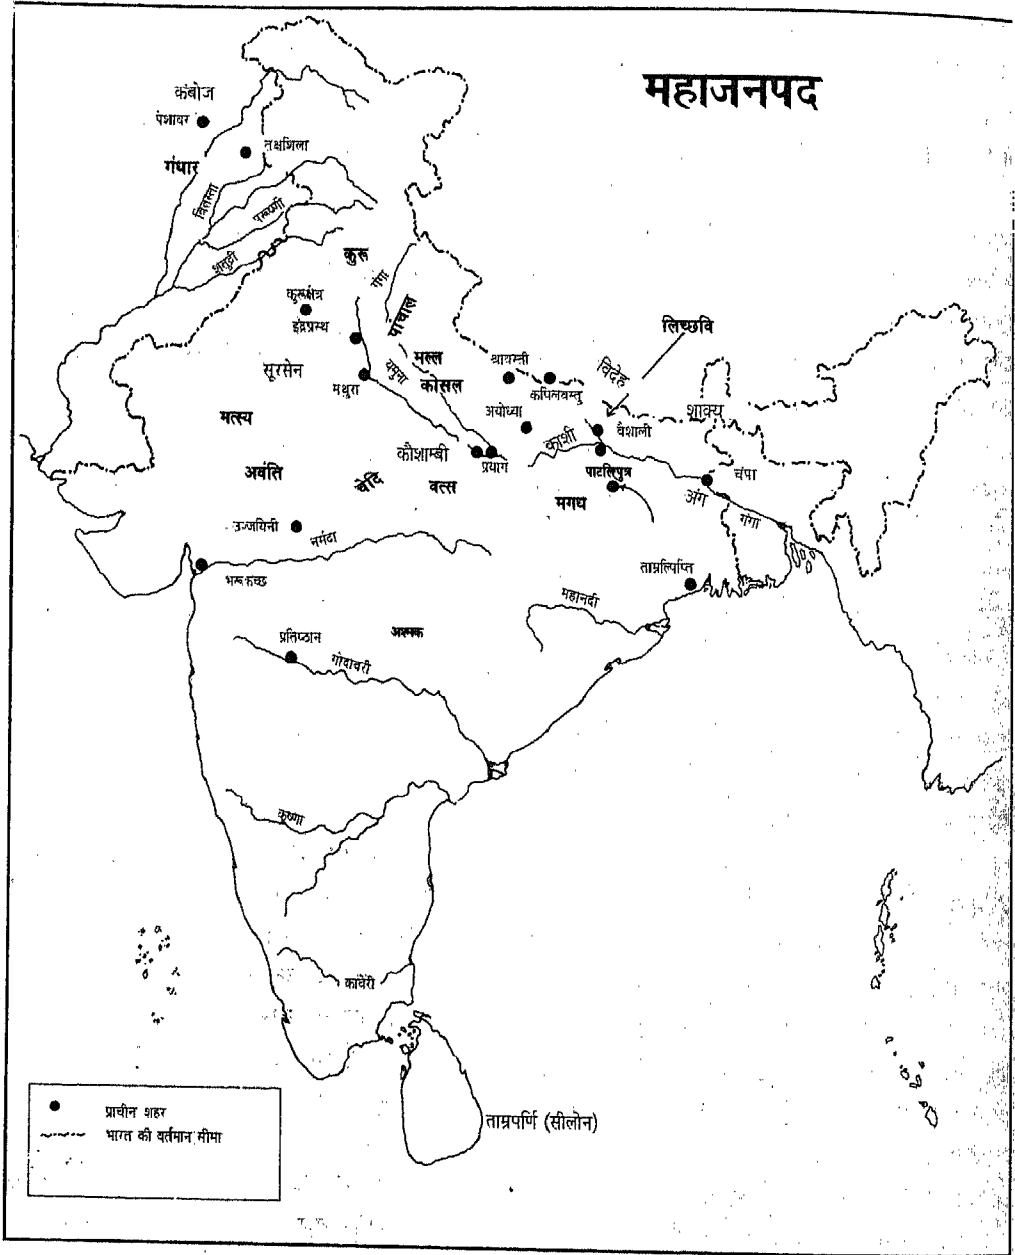 महाजनपद
कंबोज
पेशावर
तक्षशिला
गंधार
वितस्ता
परूष्णी
शतुद्री
कुरू
गंगा
कुरूक्षेत्र
पांचाल
इंद्रप्रस्थ
लिच्छवि
मल्ल
श्रावस्ती
विदेह
सूरसेन
यमुना
कोसल
मथुरा
कपिलवस्तु
शाक्य
मत्स्य
अयोध्या
वैशाली
काशी
कौशाम्बी
प्रयाग
अवंति
चेदि
वत्स
पाटलिपुत्र
चंपा
मगध
अंग
गंगा
उज्जयिनी
नर्मदा
भरूकच्छ
ताम्रल्पिप्ति
महानदी
प्रतिष्ठान
अश्मक
गोदावरी
कृष्णा
कावेरी
प्राचीन शहर
भारत की वर्तमान सीमा
ताम्रपर्णि (सीलोन)